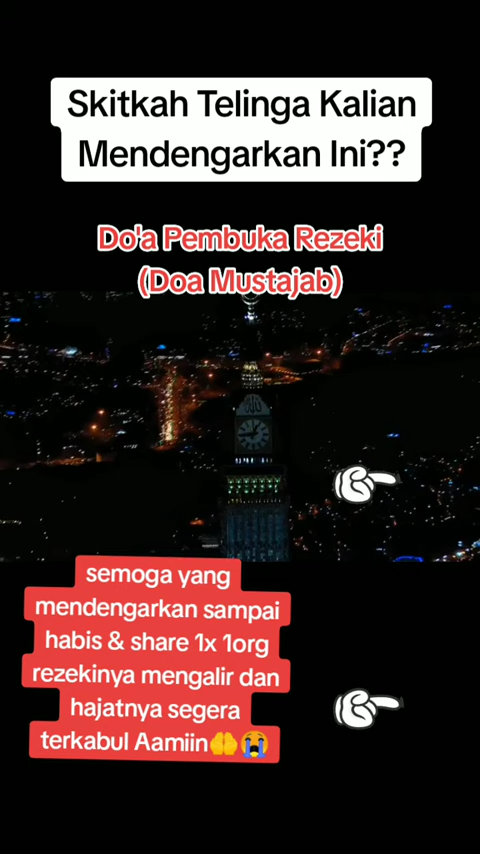 Skitkah Telinga Kalian
Mendengarkan Ini??
Do'a Pembuka Rezeki
(Doa Mustajab)
semoga yang
mendengarkan sampai
habis & share 1x 1org
rezekinya mengalir dan
hajatnya segera
terkabul Aamiin🤲😭